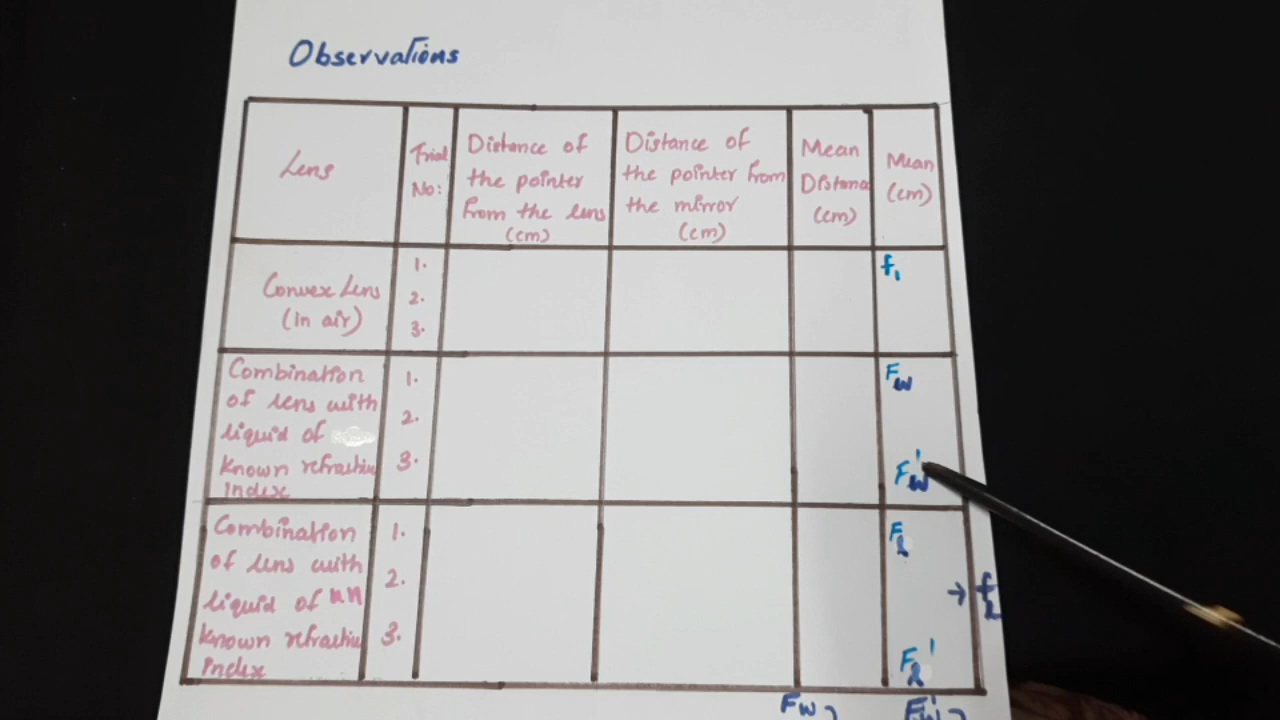 Observations
Lens
Trial
No:
Distance of
the pointer
from the lens
(cm)
Distance of
the pointer from
the mirror
(cm)
Mean
Distance
(cm)
Mean
(cm)
Convex Lens
(in air)
1.
2.
3.
f₁
Combination
of lens with
liquid of
known refractive
Index
1.
2.
3.
Fw
F'w
Combination
of lens with
liquid of un
known refractive
Index
1.
2.
3.
Fl
→ fl
Fl'
Fw
F'w